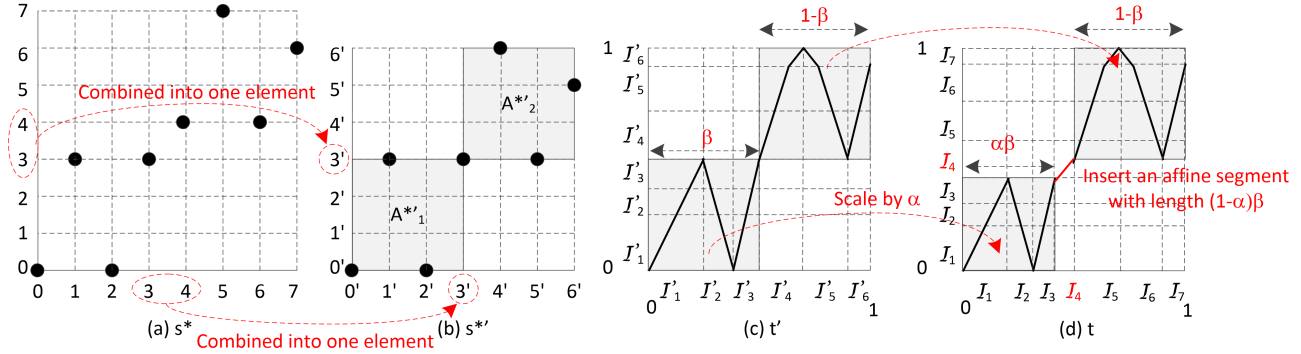 7
6
5
4
3
2
1
0
0 1 2 3 4 5 6 7
(a) s*
Combined into one element
Combined into one element
6'
5'
4'
3'
2'
1'
0'
A*'₂
A*'₁
0' 1' 2' 3' 4' 5' 6'
(b) s*'
1-β
β
1
0
I'₆
I'₅
I'₄
I'₃
I'₂
I'₁
0 I'₁ I'₂ I'₃ I'₄ I'₅ I'₆ 1
(c) t'
Scale by α
1-β
αβ
1
0
I₇
I₆
I₅
I₄
I₃
I₂
I₁
Insert an affine segment
with length (1-α)β
0 I₁ I₂ I₃ I₄ I₅ I₆ I₇ 1
(d) t